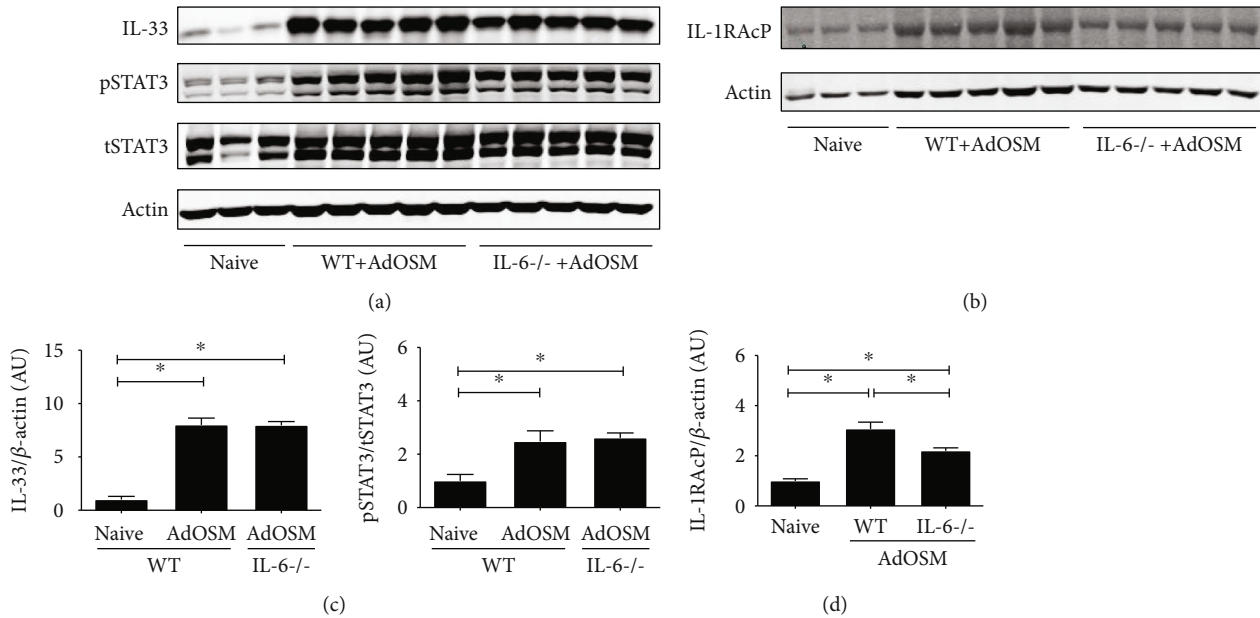 IL-33
pSTAT3
tSTAT3
Actin
Naive
WT+AdOSM
IL-6-/- +AdOSM
(a)
IL-1RAcP
Actin
Naive
WT+AdOSM
IL-6-/- +AdOSM
(b)
IL-33/β-actin (AU)
15
10
5
0
*
*
Naive AdOSM AdOSM
WT IL-6-/-
pSTAT3/tSTAT3 (AU)
6
4
2
0
*
*
Naive AdOSM AdOSM
WT IL-6-/-
(c)
IL-1RAcP/β-actin (AU)
6
4
2
0
*
* *
Naive WT IL-6-/-
AdOSM
(d)